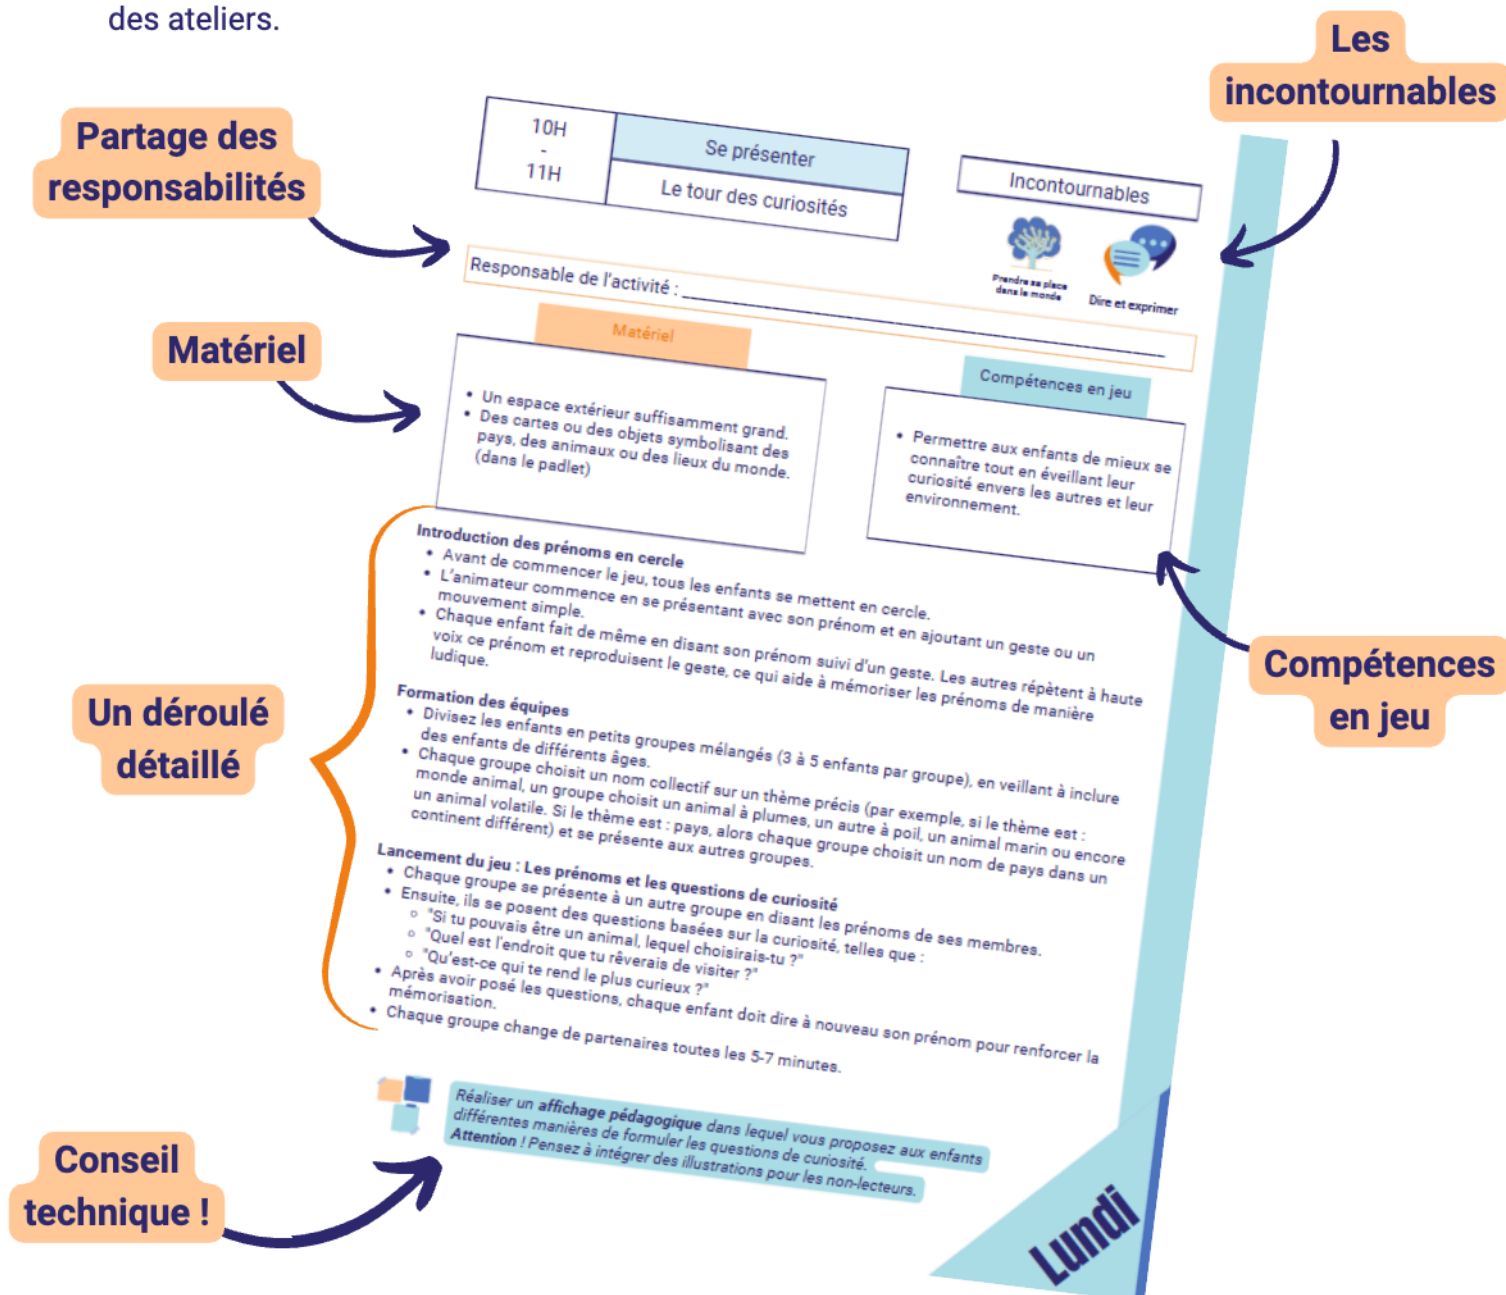 des ateliers.
Les
incontournables
Partage des
responsabilités
10H
-
11H
Se présenter
Le tour des curiosités
Incontournables
Prendre sa place
dans le monde
Dire et exprimer
Responsable de l'activité : ______________________
Matériel
Matériel
Compétences en jeu
• Un espace extérieur suffisamment grand.
• Des cartes ou des objets symbolisant des
pays, des animaux ou des lieux du monde.
(dans le padlet)
• Permettre aux enfants de mieux se
connaître tout en éveillant leur
curiosité envers les autres et leur
environnement.
Compétences
en jeu
Un déroulé
détaillé
Introduction des prénoms en cercle
• Avant de commencer le jeu, tous les enfants se mettent en cercle.
• L'animateur commence en se présentant avec son prénom et en ajoutant un geste ou un
mouvement simple.
• Chaque enfant fait de même en disant son prénom suivi d'un geste. Les autres répètent à haute
voix ce prénom et reproduisent le geste, ce qui aide à mémoriser les prénoms de manière
ludique.
Formation des équipes
• Divisez les enfants en petits groupes mélangés (3 à 5 enfants par groupe), en veillant à inclure
des enfants de différents âges.
• Chaque groupe choisit un nom collectif sur un thème précis (par exemple, si le thème est :
monde animal, un groupe choisit un animal à plumes, un autre à poil, un animal marin ou encore
un animal volatile. Si le thème est : pays, alors chaque groupe choisit un nom de pays dans un
continent différent) et se présente aux autres groupes.
Lancement du jeu : Les prénoms et les questions de curiosité
• Chaque groupe se présente à un autre groupe en disant les prénoms de ses membres.
• Ensuite, ils se posent des questions basées sur la curiosité, telles que :
○ "Si tu pouvais être un animal, lequel choisirais-tu ?"
○ "Quel est l'endroit que tu rêverais de visiter ?"
○ "Qu'est-ce qui te rend le plus curieux ?"
• Après avoir posé les questions, chaque enfant doit dire à nouveau son prénom pour renforcer la
mémorisation.
• Chaque groupe change de partenaires toutes les 5-7 minutes.
Conseil
technique !
Réaliser un affichage pédagogique dans lequel vous proposez aux enfants
différentes manières de formuler les questions de curiosité.
Attention ! Pensez à intégrer des illustrations pour les non-lecteurs.
Lundi